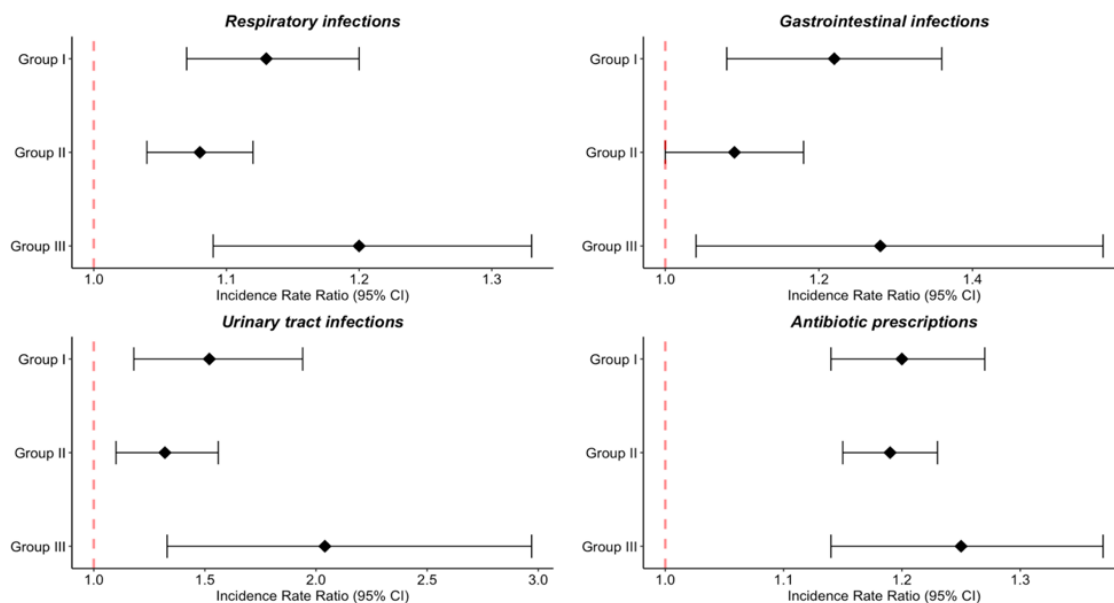 Respiratory infections
Group I
Group II
Group III
1.0 1.1 1.2 1.3
Incidence Rate Ratio (95% CI)
Gastrointestinal infections
Group I
Group II
Group III
1.0 1.2 1.4
Incidence Rate Ratio (95% CI)
Urinary tract infections
Group I
Group II
Group III
1.0 1.5 2.0 2.5 3.0
Incidence Rate Ratio (95% CI)
Antibiotic prescriptions
Group I
Group II
Group III
1.0 1.1 1.2 1.3
Incidence Rate Ratio (95% CI)